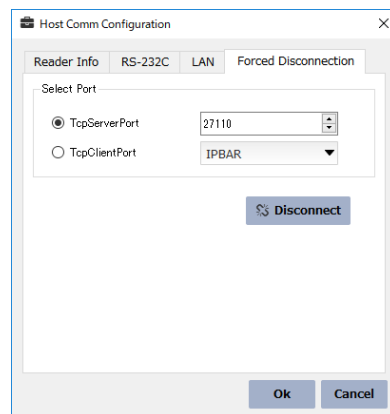 Host Comm Configuration
Reader Info RS-232C LAN Forced Disconnection
Select Port
TcpServerPort 27110
TcpClientPort IPBAR
Disconnect
Ok Cancel